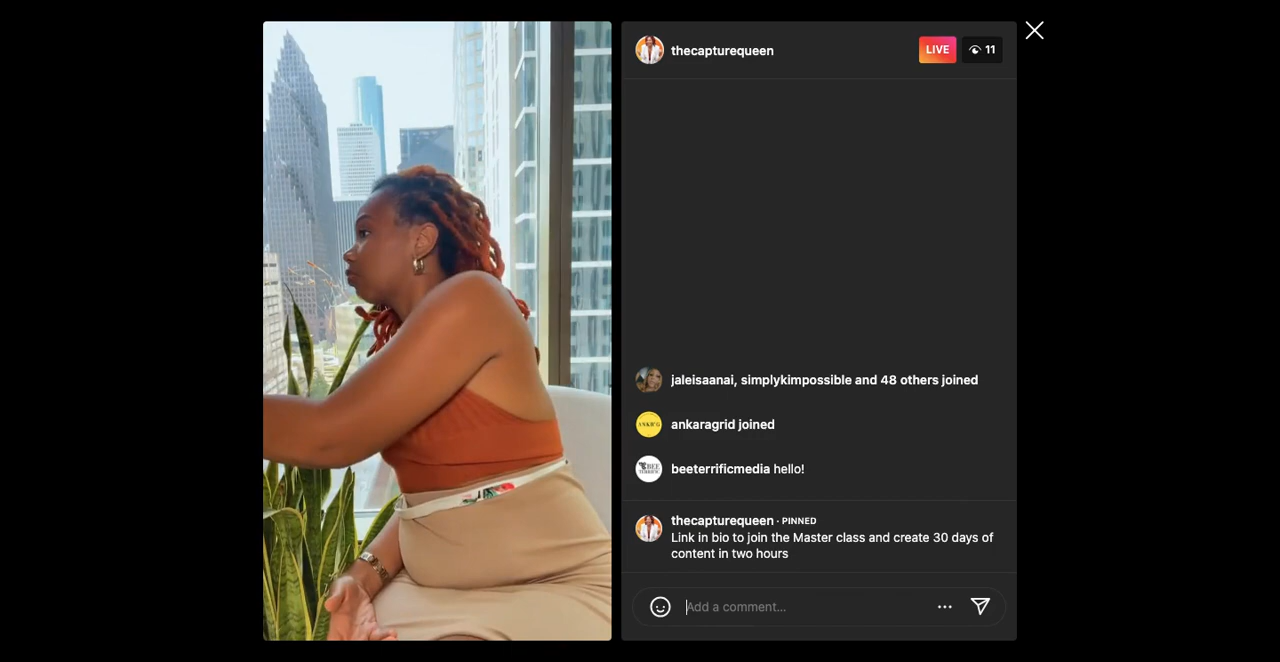 thecapturequeen
LIVE
11
jaleisaanai, simplykimpossible and 48 others joined
ankaragrid joined
beeterrificmedia hello!
thecapturequeen · PINNED
Link in bio to join the Master class and create 30 days of
content in two hours
Add a comment...